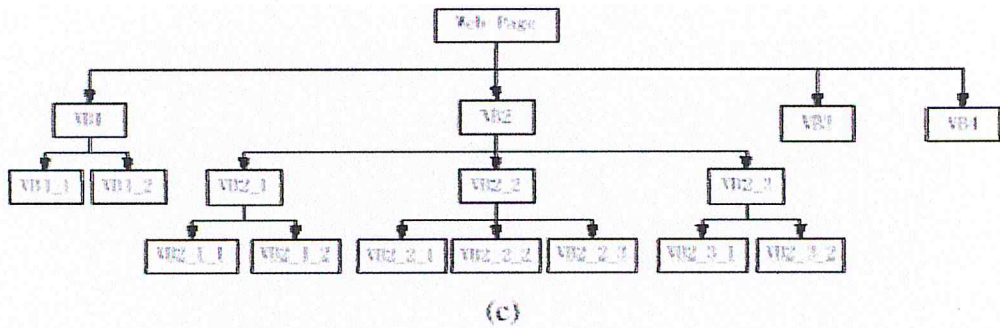 Web Page
VB1 VB2 VB3 VB4
VB1_1 VB1_2 VB2_1 VB2_2 VB2_3
VB2_1_1 VB2_1_2 VB2_2_1 VB2_2_2 VB2_2_3 VB2_3_1 VB2_3_2
(c)